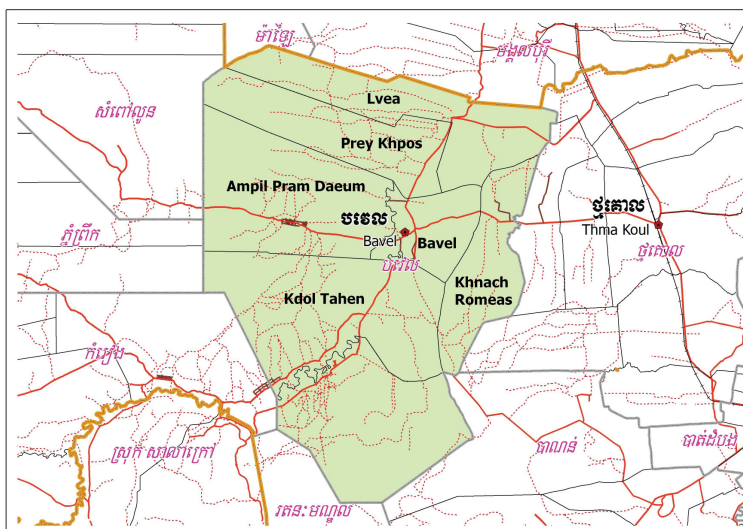 ម៉ាឡៃ
មង្គលបុរី
Lvea
សំពៅលូន
Prey Khpos
Ampil Pram Daeum
បវេល
ថ្មគោល
Bavel
Bavel
Thma Koul
ភ្នំព្រឹក
បវេល
ថ្មគោល
Kdol Tahen
Khnach
Romeas
កំរៀង
ស្រុក សាលាក្រៅ
បាណន់
បាត់ដំបង
រតនៈមណ្ឌល